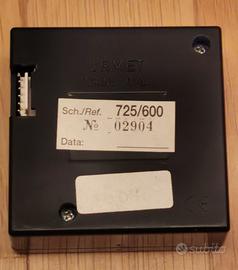 URMET
Sch./Ref. 725/600
No 02904
Data:
subito